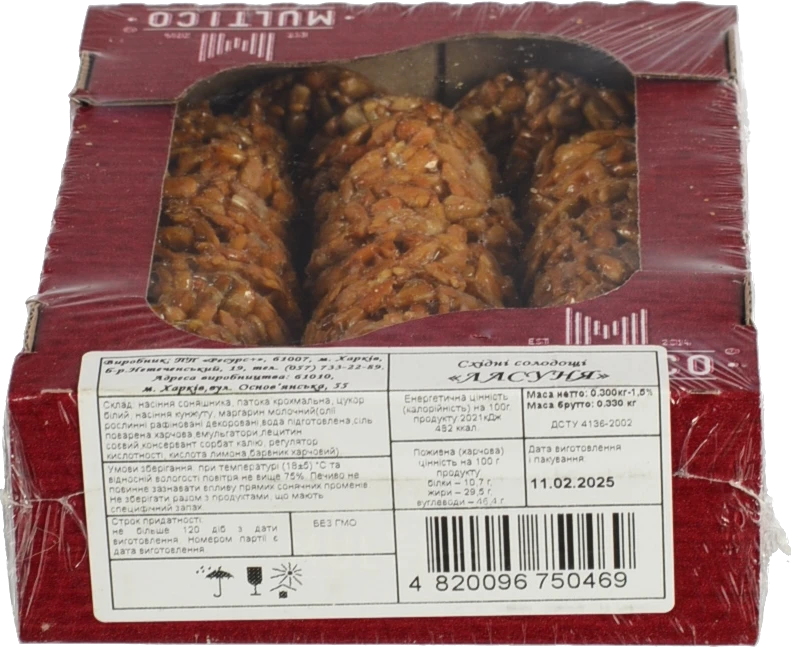 MULTICO
EST
2014
EST
2014
Виробник: ПП «Ресурс+», 61007, м. Харків,
б-р.Нетеченський, 19, тел. (057) 733-22-89,
Адреса виробництва: 61010,
м. Харків,вул. Основ'янська, 55
Склад: насіння соняшника, патока крохмальна, цукор
білий, насіння кунжуту, маргарин молочний(олії
рослинні рафіновані декоровані,вода підготовлена,сіль
поварена харчова,емульгатори,лецитин
соєвий,консервант сорбат калію, регулятор
кислотності, кислота лимона,барвник харчовий).
Умови зберігання: при температурі (18±5) °С та
відносній вологості повітря не вище 75%. Печиво не
повинне зазнавати впливу прямих сонячних променів
Не зберігати разом з продуктами, що мають
специфічний запах.
Строк придатності:
не більше 120 діб з дати
виготовлення. Номером партії є
дата виготовлення.
БЕЗ ГМО
Східні солодощі
«ЛАСУНЯ»
Енергетична цінність
(калорійність) на 100г.
продукту:2021кДж
482 ккал.
Маса нетто: 0,300кг-1,5%
Маса брутто: 0.330 кг
ДСТУ 4136-2002
Поживна (харчова)
цінність на 100 г
продукту
білки – 10,7 г,
жири – 29,5 г,
вуглеводи – 46,4 г
Дата виготовлення
і пакування:
11.02.2025
4 820096 750469